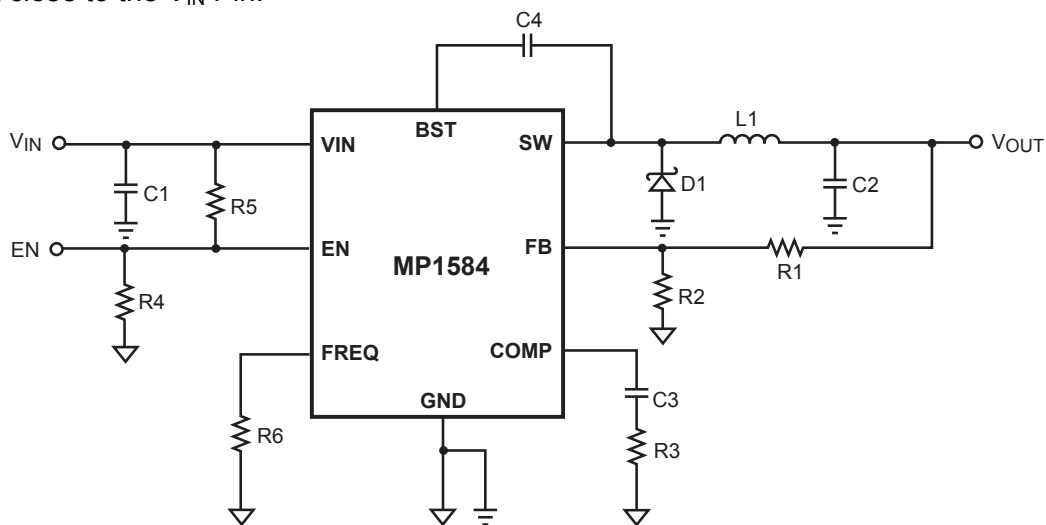 close to the VIN Pin.
C4
BST
L1
VIN
VIN
SW
VOUT
C1
R5
D1
C2
EN
EN
FB
MP1584
R1
R4
R2
FREQ
COMP
GND
C3
R6
R3